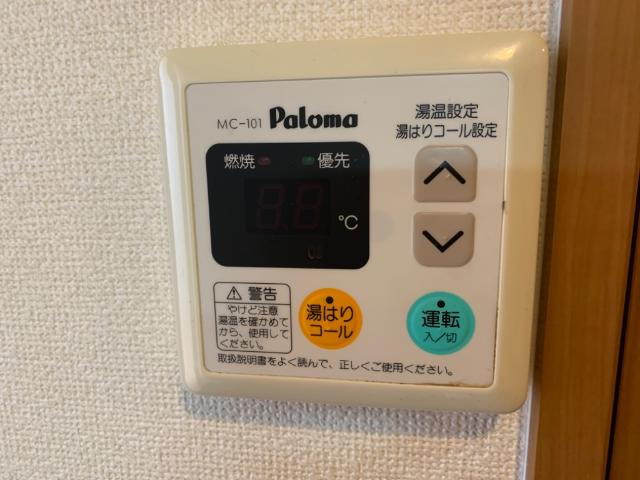 MC-101 Paloma
湯温設定
湯はりコール設定
燃焼 優先
℃
警告
やけど注意
湯温を確かめて
から、使用して
ください。
湯はり
コール
運転
入/切
取扱説明書をよく読んで、正しくご使用ください。